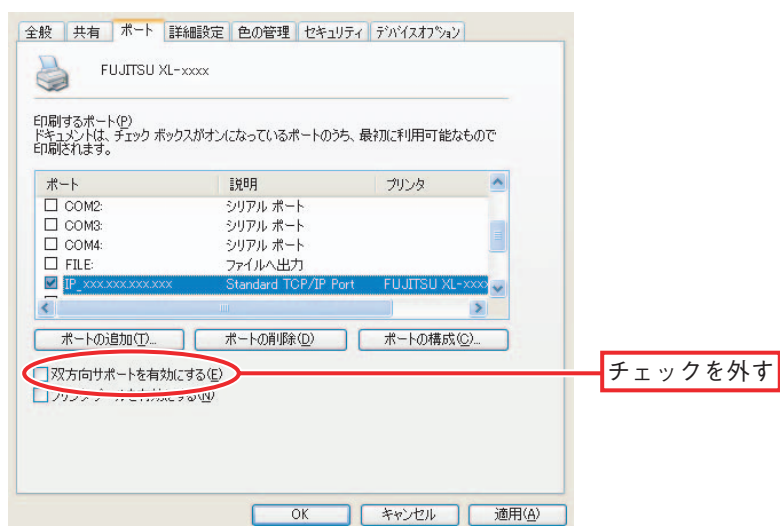 全般 共有 ポート 詳細設定 色の管理 セキュリティ デバイスオプション
FUJITSU XL-xxxx
印刷するポート(P)
ドキュメントは、チェック ボックスがオンになっているポートのうち、最初に利用可能なもので
印刷されます。
ポート 説明 プリンタ
COM2: シリアル ポート
COM3: シリアル ポート
COM4: シリアル ポート
FILE: ファイルへ出力
IP_xxx.xxx.xxx.xxx Standard TCP/IP Port FUJITSU XL-xxxx
ポートの追加(T)... ポートの削除(D) ポートの構成(C)...
双方向サポートを有効にする(E)
チェックを外す
OK キャンセル 適用(A)